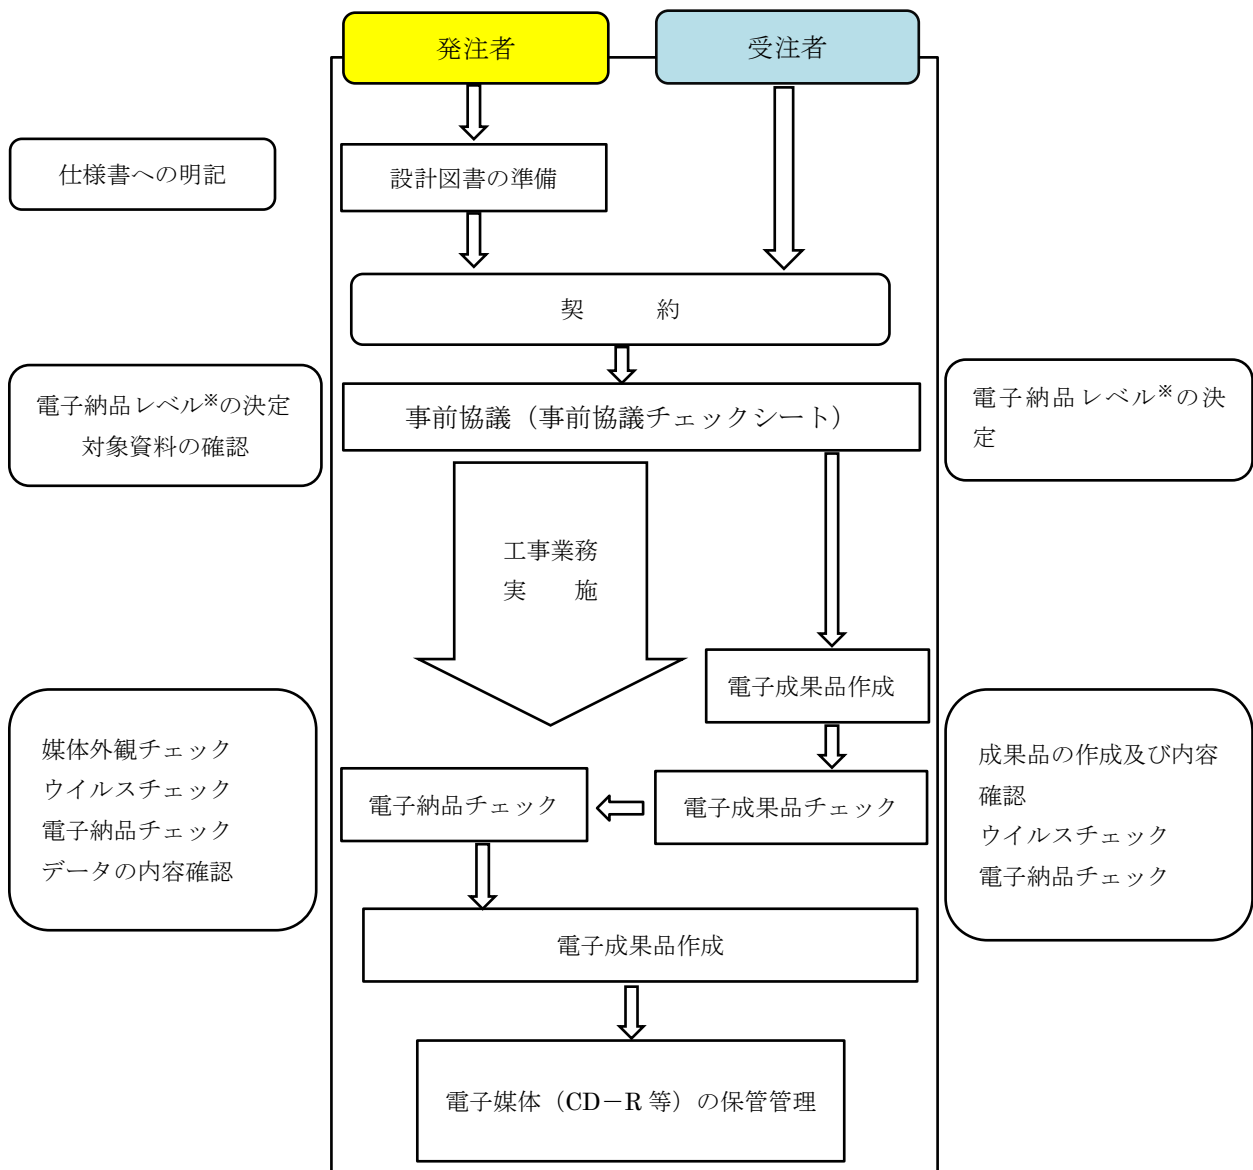 発注者
受注者
仕様書への明記
設計図書の準備
契　　約
電子納品レベル※の決定
対象資料の確認
事前協議（事前協議チェックシート）
電子納品レベル※の決
定
工事業務
実　　施
電子成果品作成
媒体外観チェック
ウイルスチェック
電子納品チェック
データの内容確認
電子納品チェック
電子成果品チェック
成果品の作成及び内容
確認
ウイルスチェック
電子納品チェック
電子成果品作成
電子媒体（CD－R 等）の保管管理